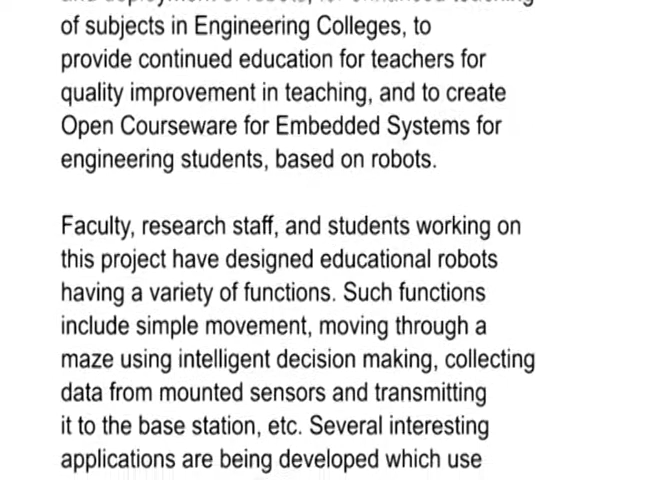 of subjects in Engineering Colleges, to
provide continued education for teachers for
quality improvement in teaching, and to create
Open Courseware for Embedded Systems for
engineering students, based on robots.
Faculty, research staff, and students working on
this project have designed educational robots
having a variety of functions. Such functions
include simple movement, moving through a
maze using intelligent decision making, collecting
data from mounted sensors and transmitting
it to the base station, etc. Several interesting
applications are being developed which use